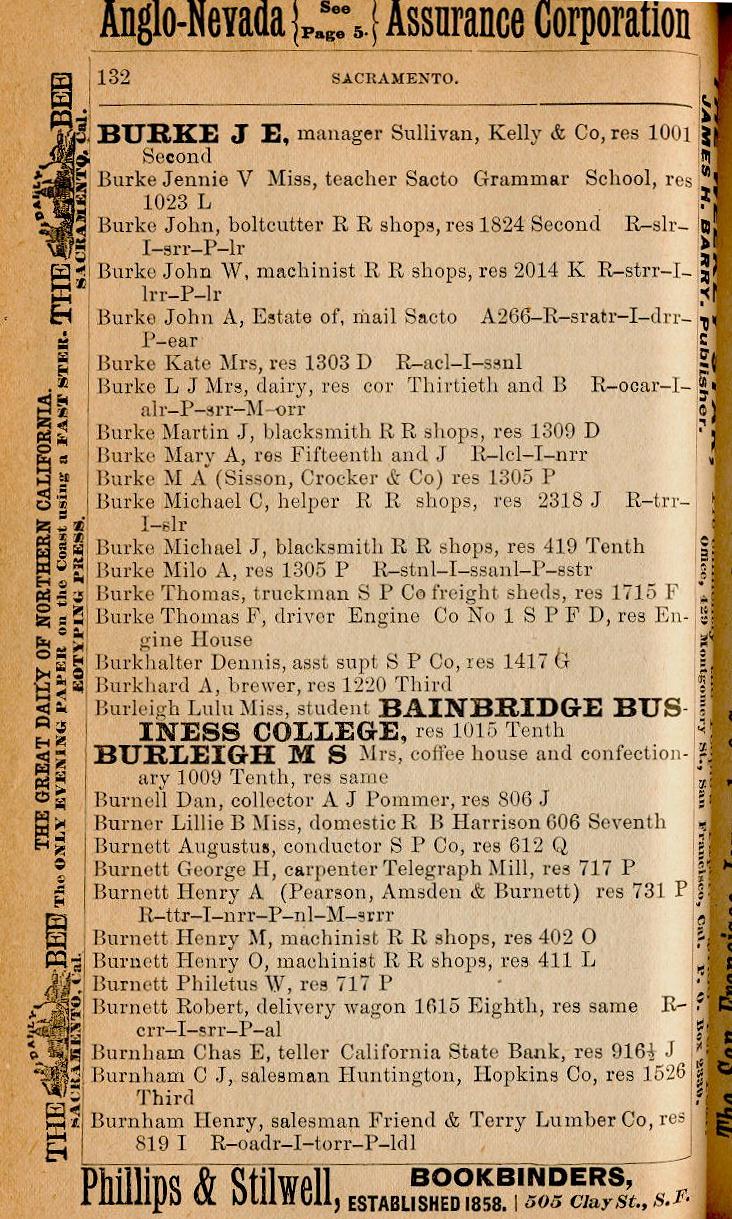 Anglo-Nevada {See Page 5.} Assurance Corporation
132 SACRAMENTO.
BURKE J E, manager Sullivan, Kelly & Co, res 1001
Second
Burke Jennie V Miss, teacher Sacto Grammar School, res
1023 L
Burke John, boltcutter R R shops, res 1824 Second R–slr–
I–srr–P–lr
Burke John W, machinist R R shops, res 2014 K R–strr–I–
lrr–P–lr
Burke John A, Estate of, mail Sacto A266–R–sratr–I–drr–
P–ear
Burke Kate Mrs, res 1303 D R–acl–I–ssnl
Burke L J Mrs, dairy, res cor Thirtieth and B R–ocar–I–
alr–P–srr–M–orr
Burke Martin J, blacksmith R R shops, res 1309 D
Burke Mary A, res Fifteenth and J R–lcl–I–nrr
Burke M A (Sisson, Crocker & Co) res 1305 P
Burke Michael C, helper R R shops, res 2318 J R–trr–
I–slr
Burke Michael J, blacksmith R R shops, res 419 Tenth
Burke Milo A, res 1305 P R–stnl–I–ssanl–P–sstr
Burke Thomas, truckman S P Co freight sheds, res 1715 F
Burke Thomas F, driver Engine Co No 1 S P F D, res En-
gine House
Burkhalter Dennis, asst supt S P Co, res 1417 G
Burkhard A, brewer, res 1220 Third
Burleigh Lulu Miss, student BAINBRIDGE BUS-
INESS COLLEGE, res 1015 Tenth
BURLEIGH M S Mrs, coffee house and confection-
ary 1009 Tenth, res same
Burnell Dan, collector A J Pommer, res 806 J
Burner Lillie B Miss, domestic R B Harrison 606 Seventh
Burnett Augustus, conductor S P Co, res 612 Q
Burnett George H, carpenter Telegraph Mill, res 717 P
Burnett Henry A (Pearson, Amsden & Burnett) res 731 P
R–ttr–I–nrr–P–nl–M–srrr
Burnett Henry M, machinist R R shops, res 402 O
Burnett Henry O, machinist R R shops, res 411 L
Burnett Philetus W, res 717 P
Burnett Robert, delivery wagon 1615 Eighth, res same R–
crr–I–srr–P–al
Burnham Chas E, teller California State Bank, res 916½ J
Burnham C J, salesman Huntington, Hopkins Co, res 1526
Third
Burnham Henry, salesman Friend & Terry Lumber Co, res
819 I R–oadr–I–torr–P–ldl
Phillips & Stilwell, BOOKBINDERS,
ESTABLISHED 1858. | 505 Clay St., S. F.
THE DAILY BEE SACRAMENTO, Cal.
THE GREAT DAILY OF NORTHERN CALIFORNIA.
The ONLY EVENING PAPER on the Coast using a FAST STER-
EOTYPING PRESS.
THE DAILY BEE SACRAMENTO, Cal.
JAMES H. BARRY, Publisher.
Office, 429 Montgomery St., San Francisco, Cal. P. O. Box 2339.